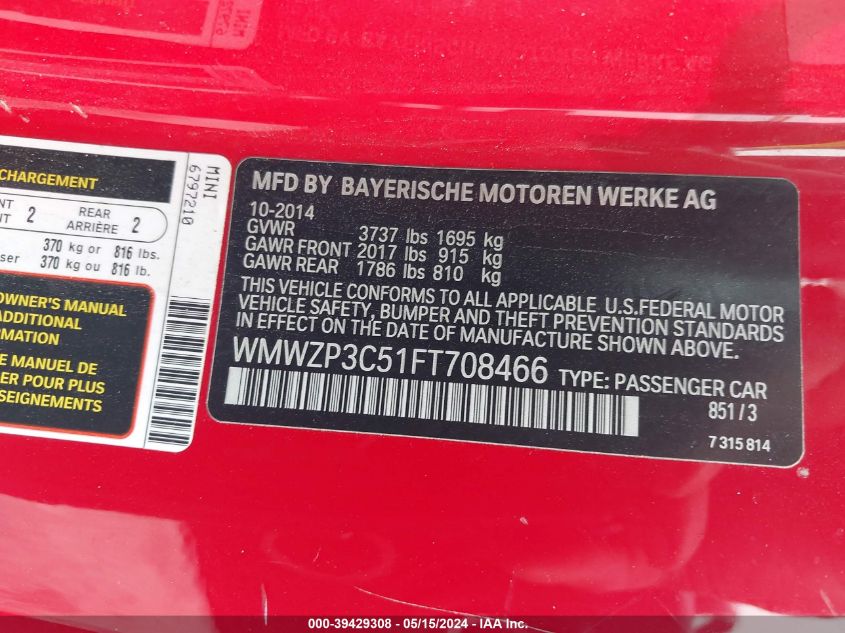 CHARGEMENT
NT 2 REAR 2
ARRIÈRE
370 kg or 816 lbs.
ser 370 kg ou 816 lb.
OWNER'S MANUAL
ADDITIONAL
RMATION
E MANUEL DE
ER POUR PLUS
SEIGNEMENTS
MINI
6797210
MFD BY BAYERISCHE MOTOREN WERKE AG
10-2014
GVWR 3737 lbs 1695 kg
GAWR FRONT 2017 lbs 915 kg
GAWR REAR 1786 lbs 810 kg
THIS VEHICLE CONFORMS TO ALL APPLICABLE U.S.FEDERAL MOTOR
VEHICLE SAFETY, BUMPER AND THEFT PREVENTION STANDARDS
IN EFFECT ON THE DATE OF MANUFACTURE SHOWN ABOVE.
WMWZP3C51FT708466 TYPE: PASSENGER CAR
851 / 3
7 315 814
000-39429308 - 05/15/2024 - IAA Inc.